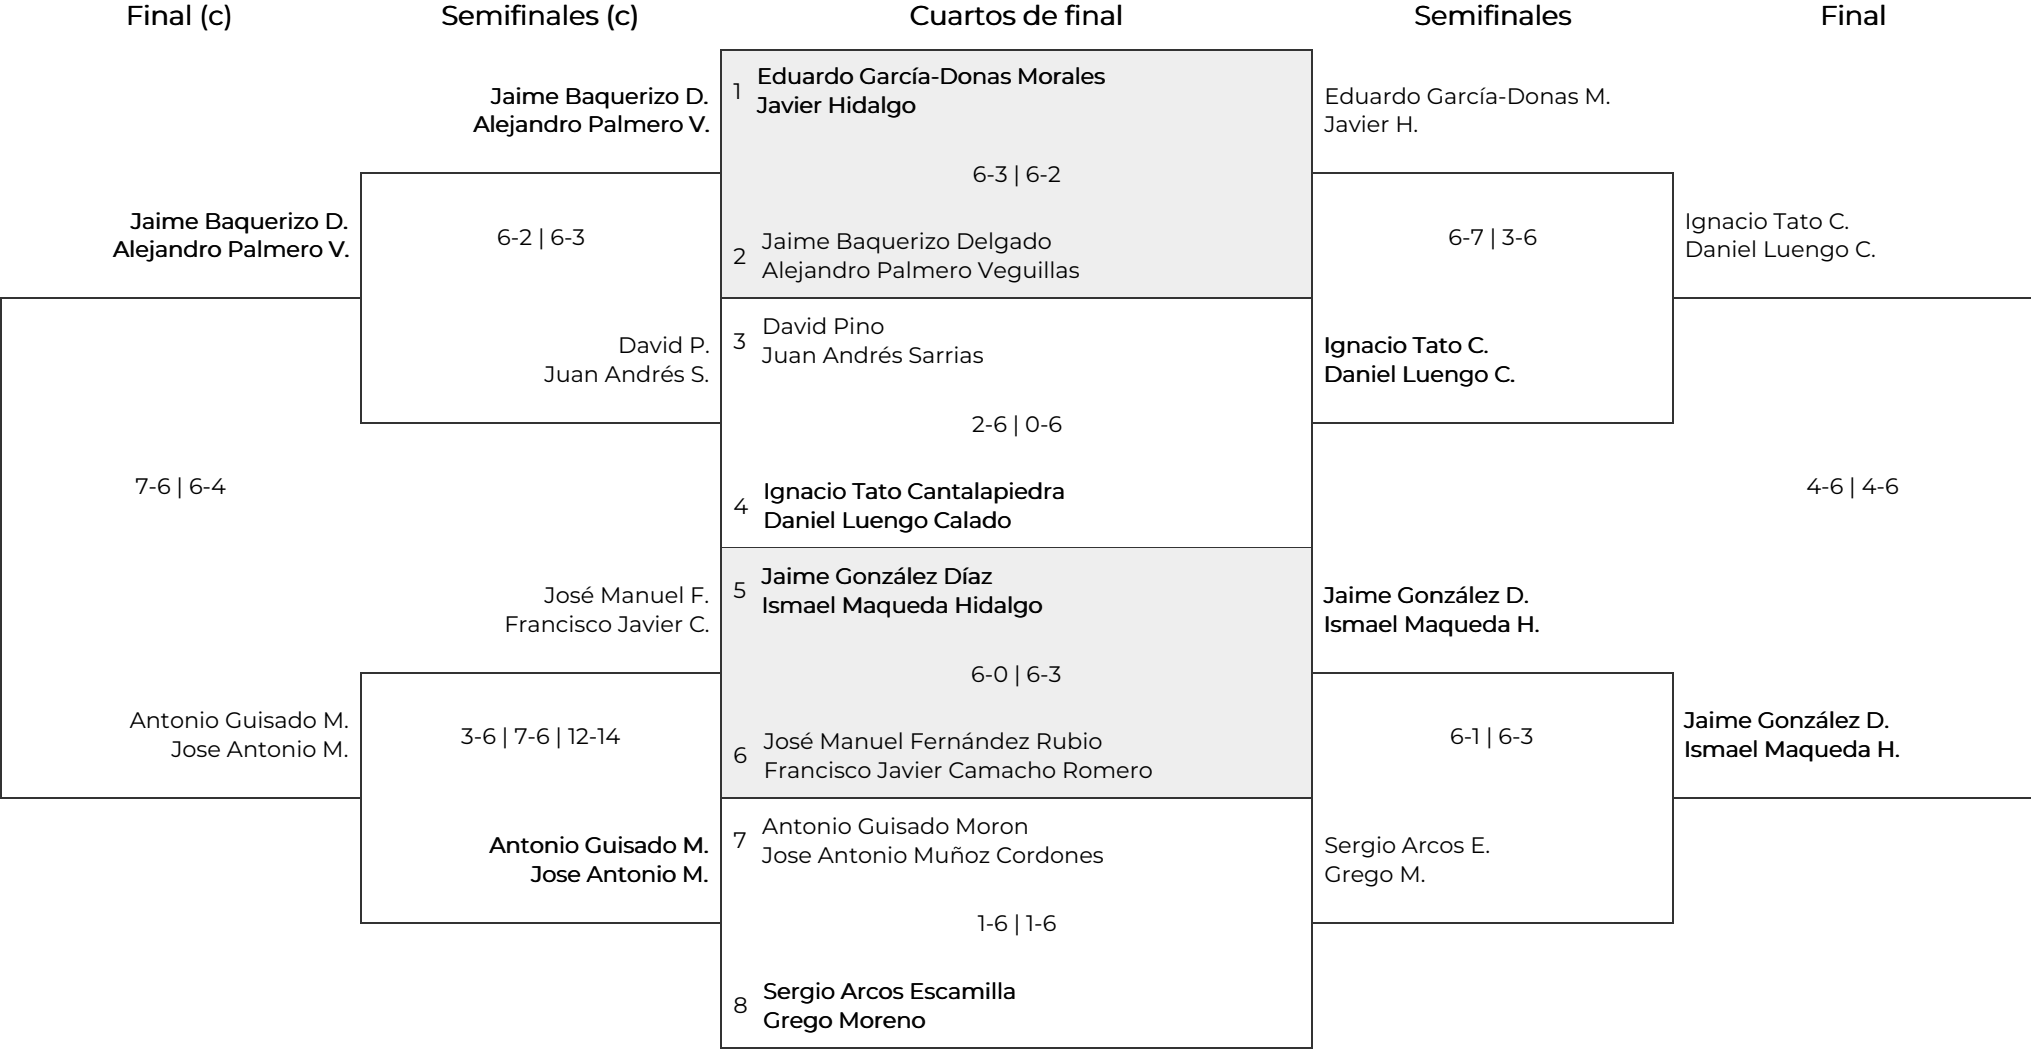 Final (c)
Semifinales (c)
Cuartos de final
Semifinales
Final
Jaime Baquerizo D.
Alejandro Palmero V.
7-6 | 6-4
Antonio Guisado M.
Jose Antonio M.
Jaime Baquerizo D.
Alejandro Palmero V.
6-2 | 6-3
David P.
Juan Andrés S.
José Manuel F.
Francisco Javier C.
3-6 | 7-6 | 12-14
Antonio Guisado M.
Jose Antonio M.
1
Eduardo García-Donas Morales
Javier Hidalgo
6-3 | 6-2
2
Jaime Baquerizo Delgado
Alejandro Palmero Veguillas
3
David Pino
Juan Andrés Sarrias
2-6 | 0-6
4
Ignacio Tato Cantalapiedra
Daniel Luengo Calado
5
Jaime González Díaz
Ismael Maqueda Hidalgo
6-0 | 6-3
6
José Manuel Fernández Rubio
Francisco Javier Camacho Romero
7
Antonio Guisado Moron
Jose Antonio Muñoz Cordones
1-6 | 1-6
8
Sergio Arcos Escamilla
Grego Moreno
Eduardo García-Donas M.
Javier H.
6-7 | 3-6
Ignacio Tato C.
Daniel Luengo C.
Jaime González D.
Ismael Maqueda H.
6-1 | 6-3
Sergio Arcos E.
Grego M.
Ignacio Tato C.
Daniel Luengo C.
4-6 | 4-6
Jaime González D.
Ismael Maqueda H.